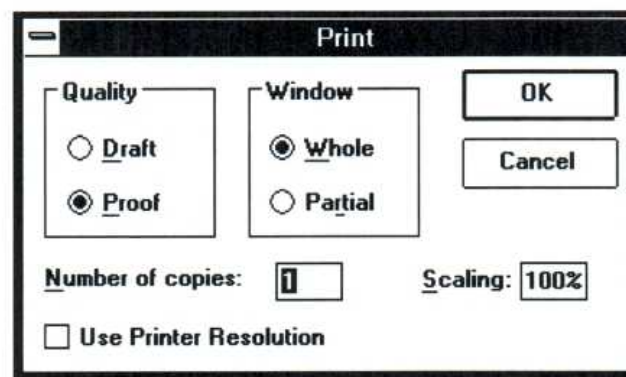 Print
Quality
Draft
Proof
Window
Whole
Partial
OK
Cancel
Number of copies: 1
Scaling: 100%
Use Printer Resolution